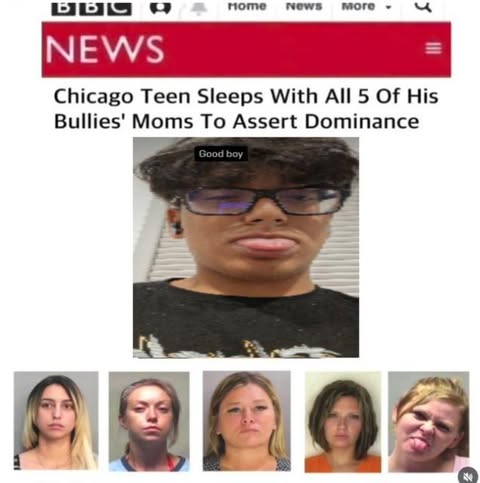 BBC Home News More
NEWS
Chicago Teen Sleeps With All 5 Of His
Bullies' Moms To Assert Dominance
Good boy